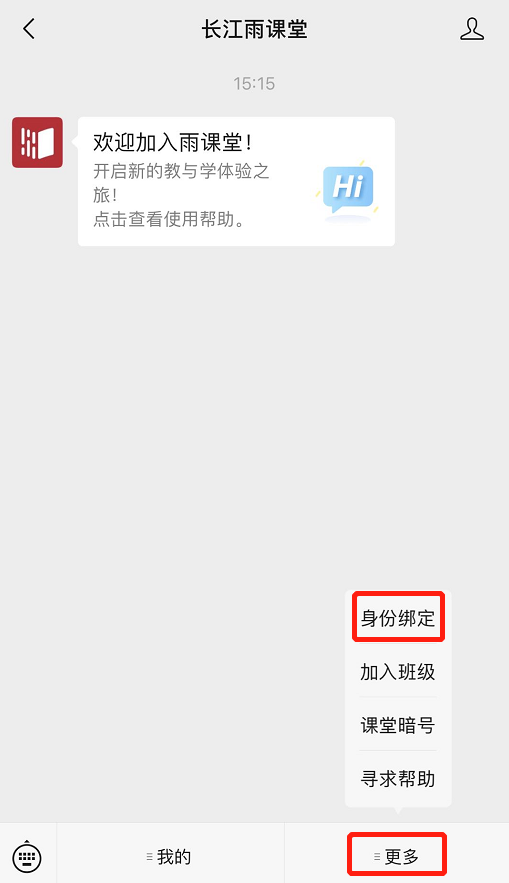 长江雨课堂
15:15
欢迎加入雨课堂!
开启新的教与学体验之
旅!
点击查看使用帮助。
Hi
身份绑定
加入班级
课堂暗号
寻求帮助
我的
更多